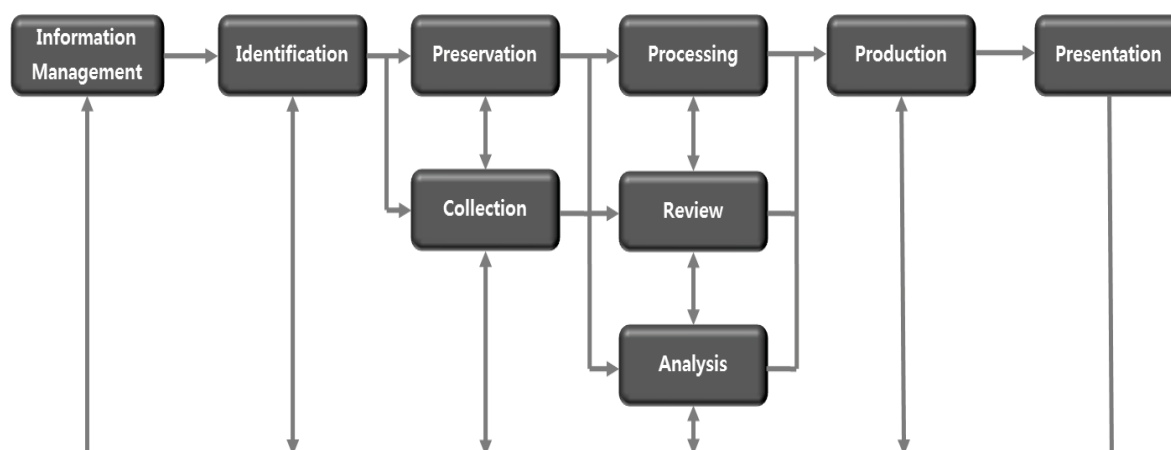 Information
Management
Identification
Preservation
Processing
Production
Presentation
Collection
Review
Analysis